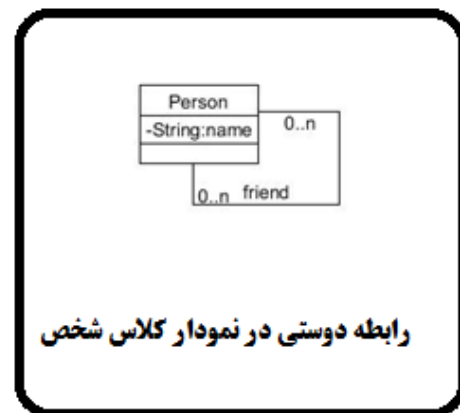 Person
-String:name
0..n
0..n friend
رابطه دوستی در نمودار کلاس شخص